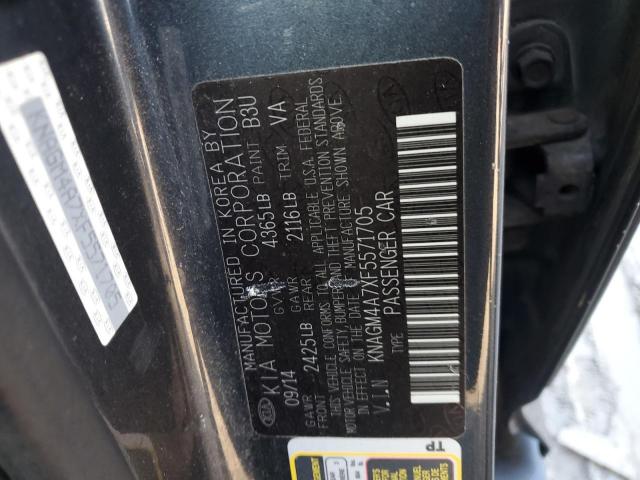 MANUFACTURED IN KOREA BY
KIA MOTORS CORPORATION
09/14 GVWR 4365LB PAINT B3U
GAWR GAWR
2425LB 2116LB TRIM VA
FRONT REAR
THIS VEHICLE CONFORMS TO ALL APPLICABLE U.S.A. FEDERAL
MOTOR VEHICLE SAFETY, BUMPER, AND THEFT PREVENTION STANDARDS
IN EFFECT ON THE DATE OF MANUFACTURE SHOWN ABOVE.
V.I.N KNAGM4A7XF5571705
TYPE PASSENGER CAR
KIA
KNAGM4A7XF5571705
TP